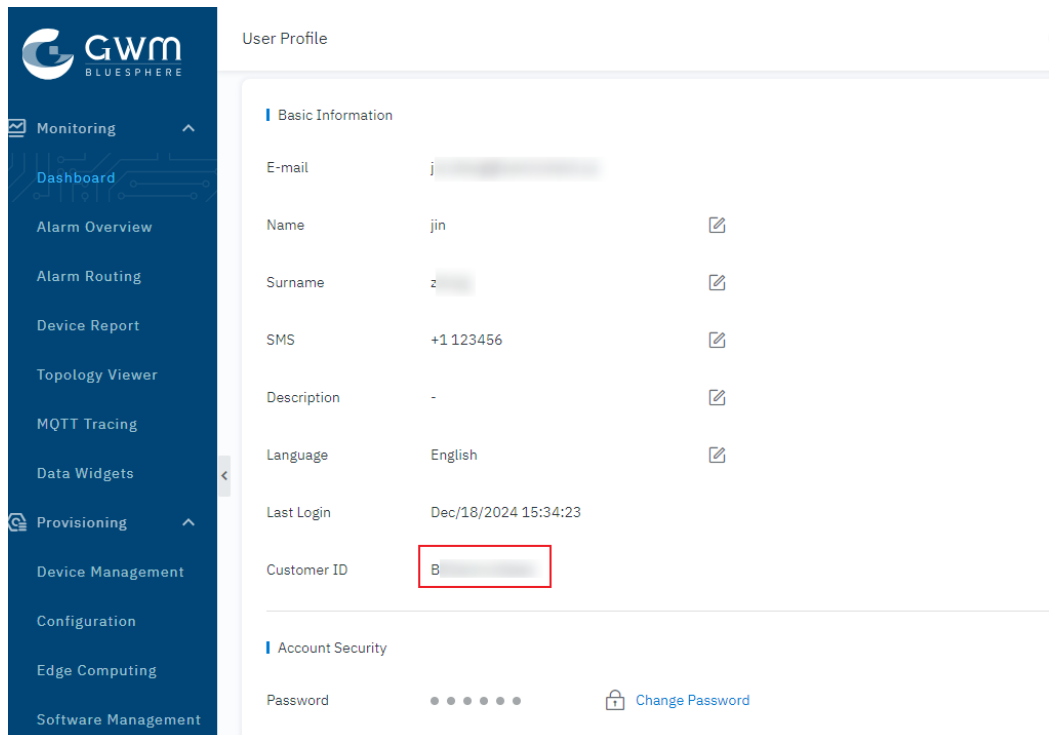 GWM
BLUESPHERE
Monitoring
Dashboard
Alarm Overview
Alarm Routing
Device Report
Topology Viewer
MQTT Tracing
Data Widgets
Provisioning
Device Management
Configuration
Edge Computing
Software Management
User Profile
Basic Information
E-mail j
Name jin
Surname z
SMS +1 123456
Description -
Language English
Last Login Dec/18/2024 15:34:23
Customer ID B
Account Security
Password ●●●●●● Change Password